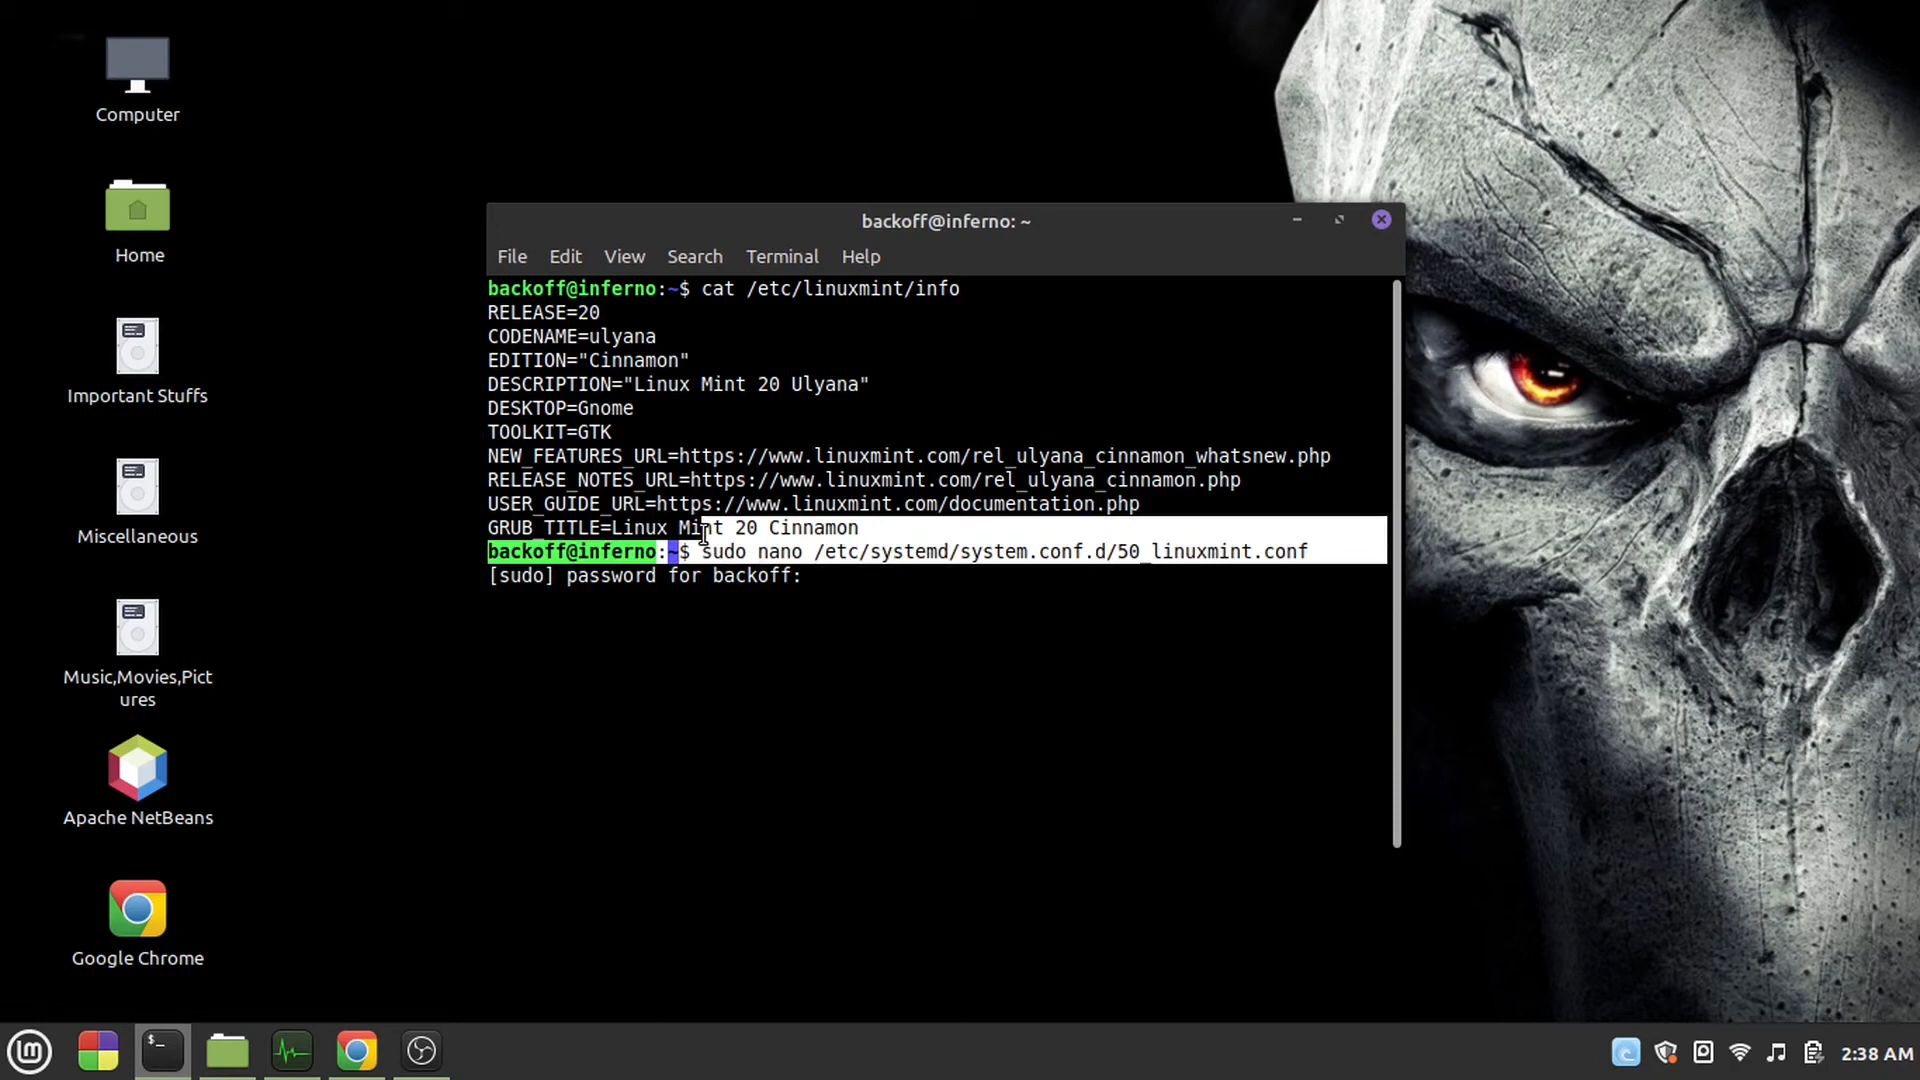 Computer
Home
Important Stuffs
Miscellaneous
Music,Movies,Pict
ures
Apache NetBeans
Google Chrome
backoff@inferno: ~
File Edit View Search Terminal Help
backoff@inferno:~$ cat /etc/linuxmint/info
RELEASE=20
CODENAME=ulyana
EDITION="Cinnamon"
DESCRIPTION="Linux Mint 20 Ulyana"
DESKTOP=Gnome
TOOLKIT=GTK
NEW_FEATURES_URL=https://www.linuxmint.com/rel_ulyana_cinnamon_whatsnew.php
RELEASE_NOTES_URL=https://www.linuxmint.com/rel_ulyana_cinnamon.php
USER_GUIDE_URL=https://www.linuxmint.com/documentation.php
GRUB_TITLE=Linux Mint 20 Cinnamon
backoff@inferno:~$ sudo nano /etc/systemd/system.conf.d/50_linuxmint.conf
[sudo] password for backoff:
2:38 AM